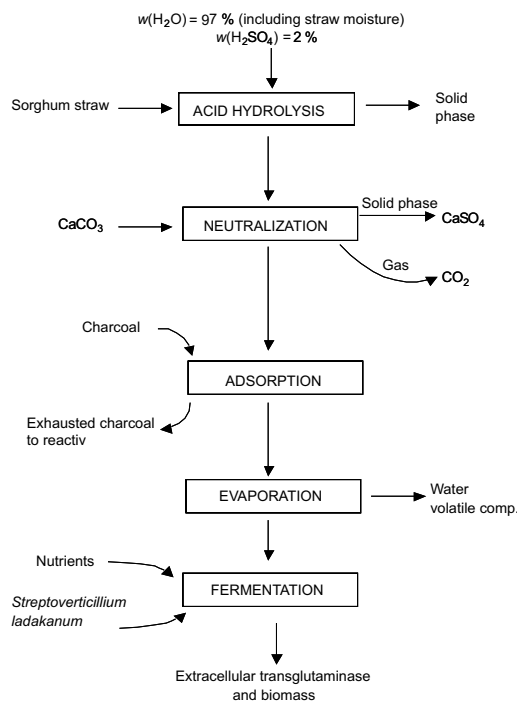 w(H₂O) = 97 % (including straw moisture)
w(H₂SO₄) = 2 %
Sorghum straw
ACID HYDROLYSIS
Solid
phase
CaCO₃
NEUTRALIZATION
Solid phase
CaSO₄
Gas
CO₂
Charcoal
ADSORPTION
Exhausted charcoal
to reactiv
EVAPORATION
Water
volatile comp.
Nutrients
FERMENTATION
Streptoverticillium
ladakanum
Extracellular transglutaminase
and biomass